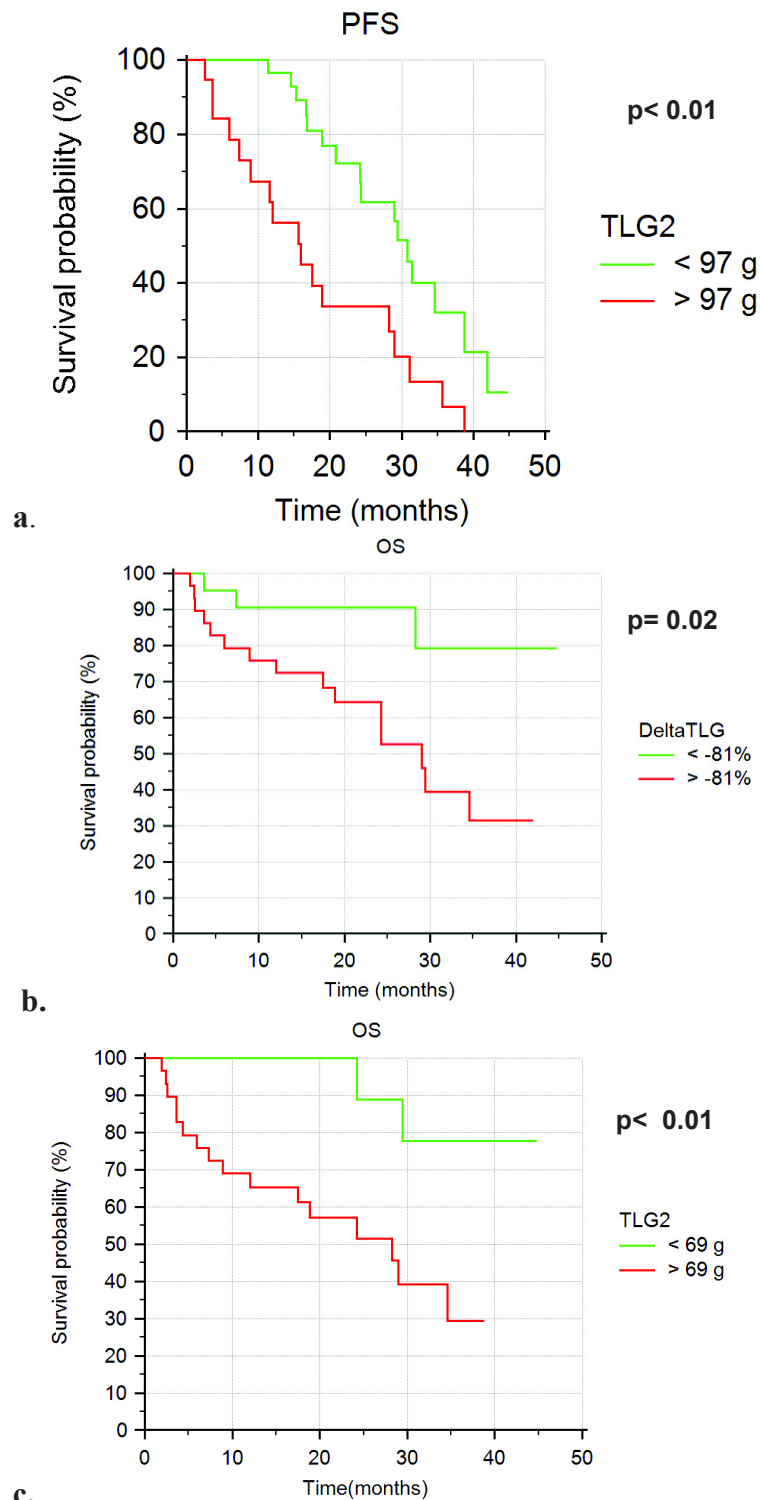 PFS
100
80
60
40
20
0
Survival probability (%)
0 10 20 30 40 50
Time (months)
p< 0.01
TLG2
< 97 g
> 97 g
a.
OS
100
90
80
70
60
50
40
30
20
10
0
Survival probability (%)
0 10 20 30 40 50
Time (months)
p= 0.02
DeltaTLG
< -81%
> -81%
b.
OS
100
90
80
70
60
50
40
30
20
10
0
Survival probability (%)
0 10 20 30 40 50
Time(months)
p< 0.01
TLG2
< 69 g
> 69 g
c.